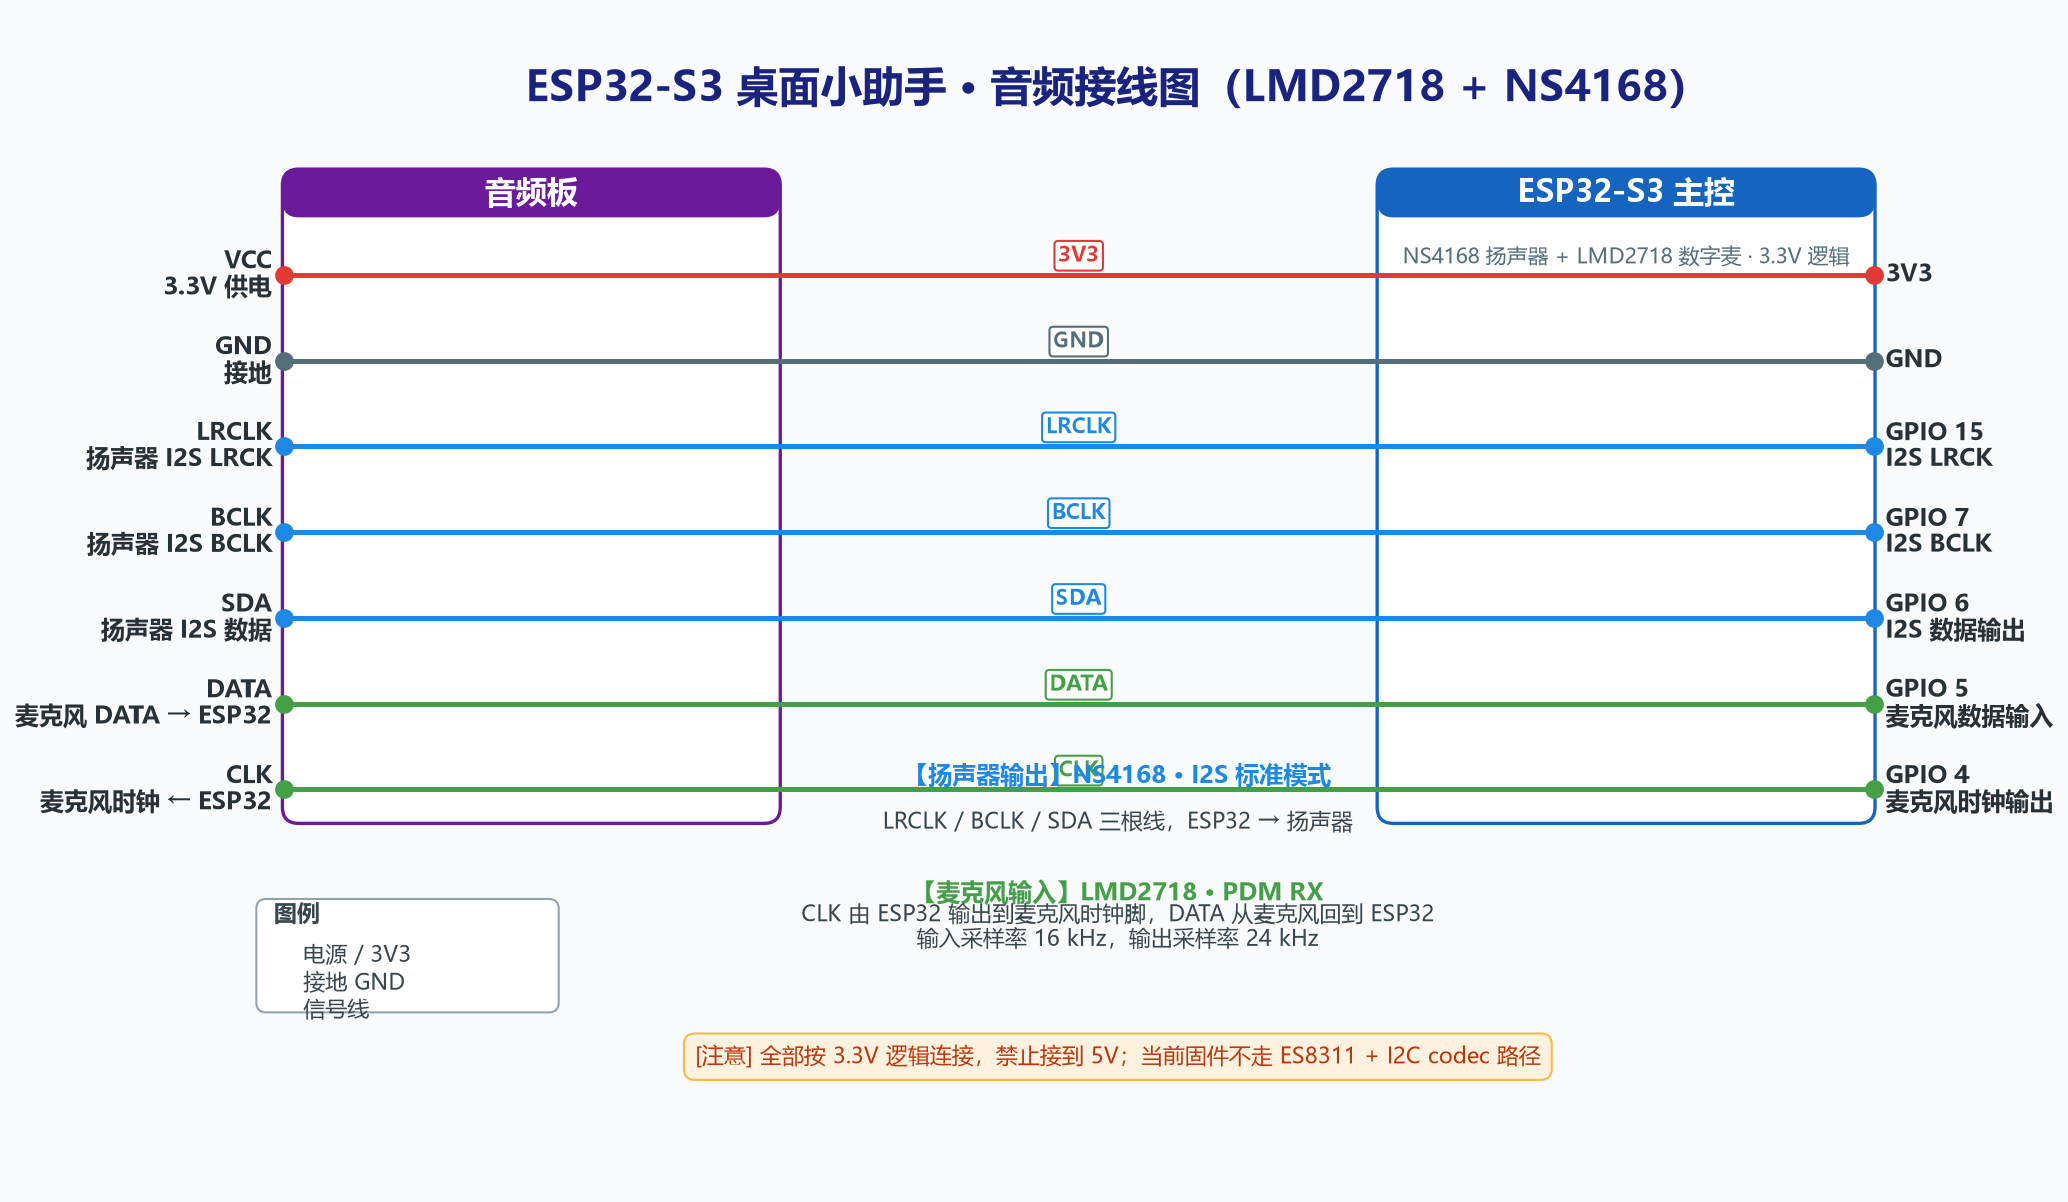 ESP32-S3 桌面小助手 • 音频接线图（LMD2718 + NS4168）
音频板
ESP32-S3 主控
NS4168 扬声器 + LMD2718 数字麦 · 3.3V 逻辑
VCC
3.3V 供电
3V3
3V3
GND
接地
GND
GND
LRCLK
扬声器 I2S LRCK
LRCLK
GPIO 15
I2S LRCK
BCLK
扬声器 I2S BCLK
BCLK
GPIO 7
I2S BCLK
SDA
扬声器 I2S 数据
SDA
GPIO 6
I2S 数据输出
DATA
麦克风 DATA → ESP32
DATA
GPIO 5
麦克风数据输入
CLK
麦克风时钟 ← ESP32
CLK
GPIO 4
麦克风时钟输出
【扬声器输出】NS4168 • I2S 标准模式
LRCLK / BCLK / SDA 三根线，ESP32 → 扬声器
【麦克风输入】LMD2718 • PDM RX
CLK 由 ESP32 输出到麦克风时钟脚，DATA 从麦克风回到 ESP32
输入采样率 16 kHz，输出采样率 24 kHz
图例
电源 / 3V3
接地 GND
信号线
[注意] 全部按 3.3V 逻辑连接，禁止接到 5V；当前固件不走 ES8311 + I2C codec 路径